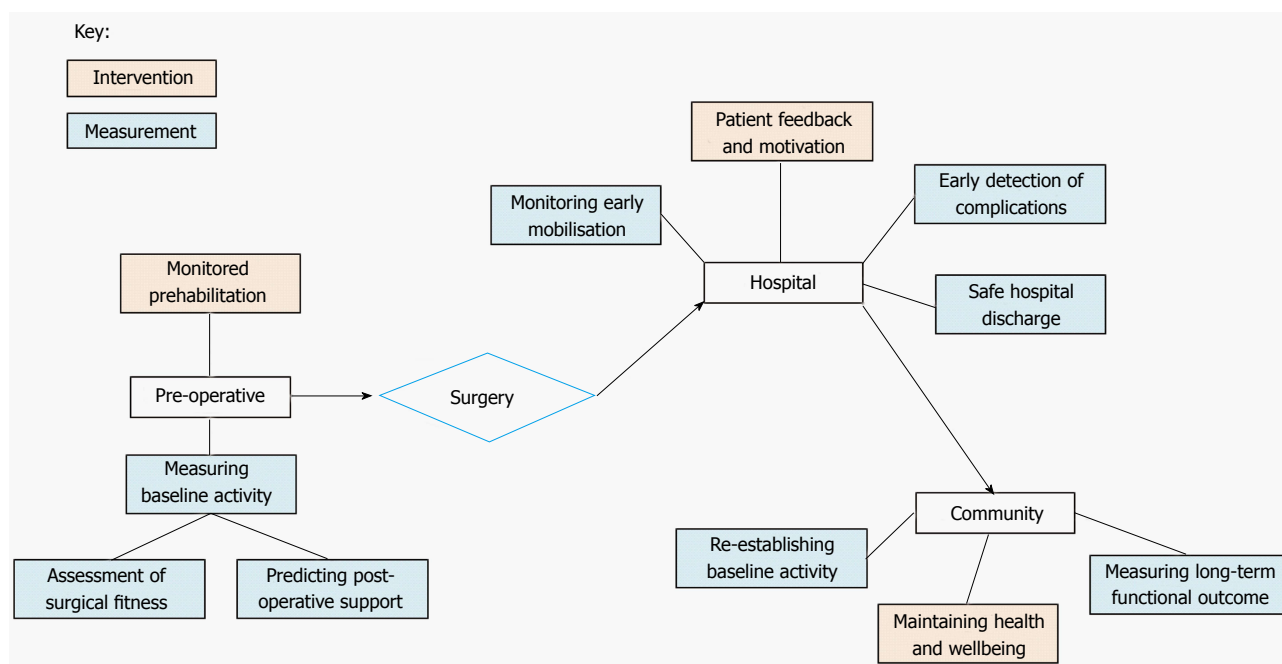 Key:
Intervention
Measurement
Patient feedback
and motivation
Early detection of
complications
Monitoring early
mobilisation
Monitored
prehabilitation
Hospital
Safe hospital
discharge
Pre-operative
Surgery
Measuring
baseline activity
Community
Re-establishing
baseline activity
Assessment of
surgical fitness
Predicting post-
operative support
Measuring long-term
functional outcome
Maintaining health
and wellbeing